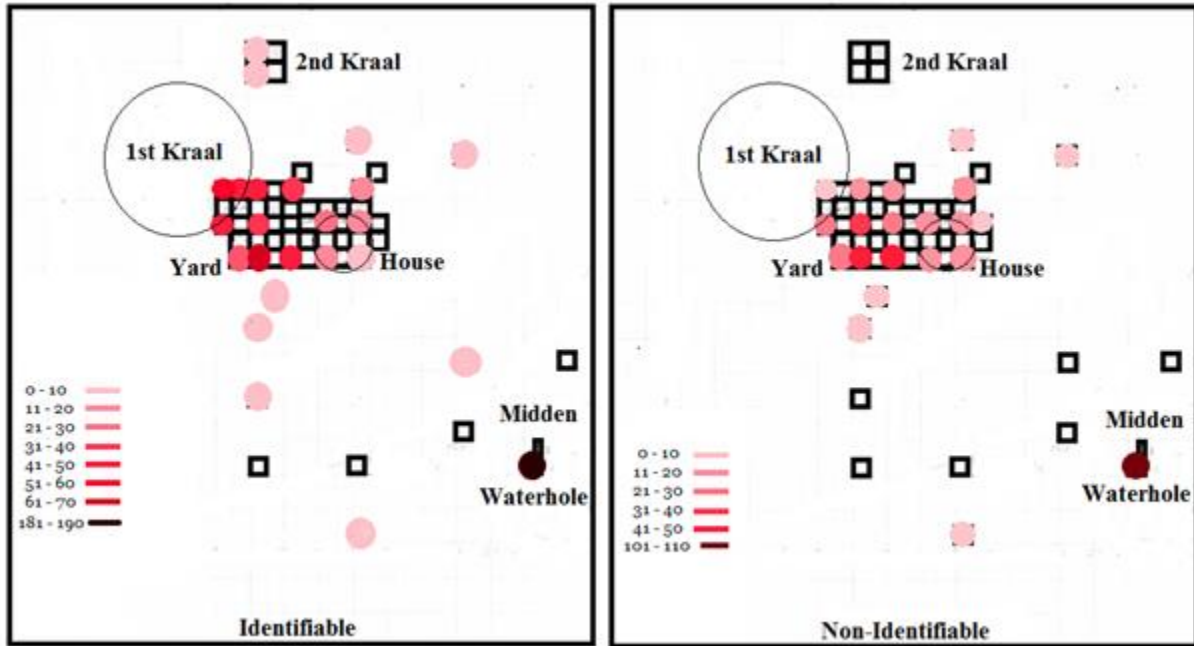 2nd Kraal
1st Kraal
Yard
House
0 - 10
11 - 20
21 - 30
31 - 40
41 - 50
51 - 60
61 - 70
181 - 190
Midden
Waterhole
Identifiable
2nd Kraal
1st Kraal
Yard
House
0 - 10
11 - 20
21 - 30
31 - 40
41 - 50
101 - 110
Midden
Waterhole
Non-Identifiable